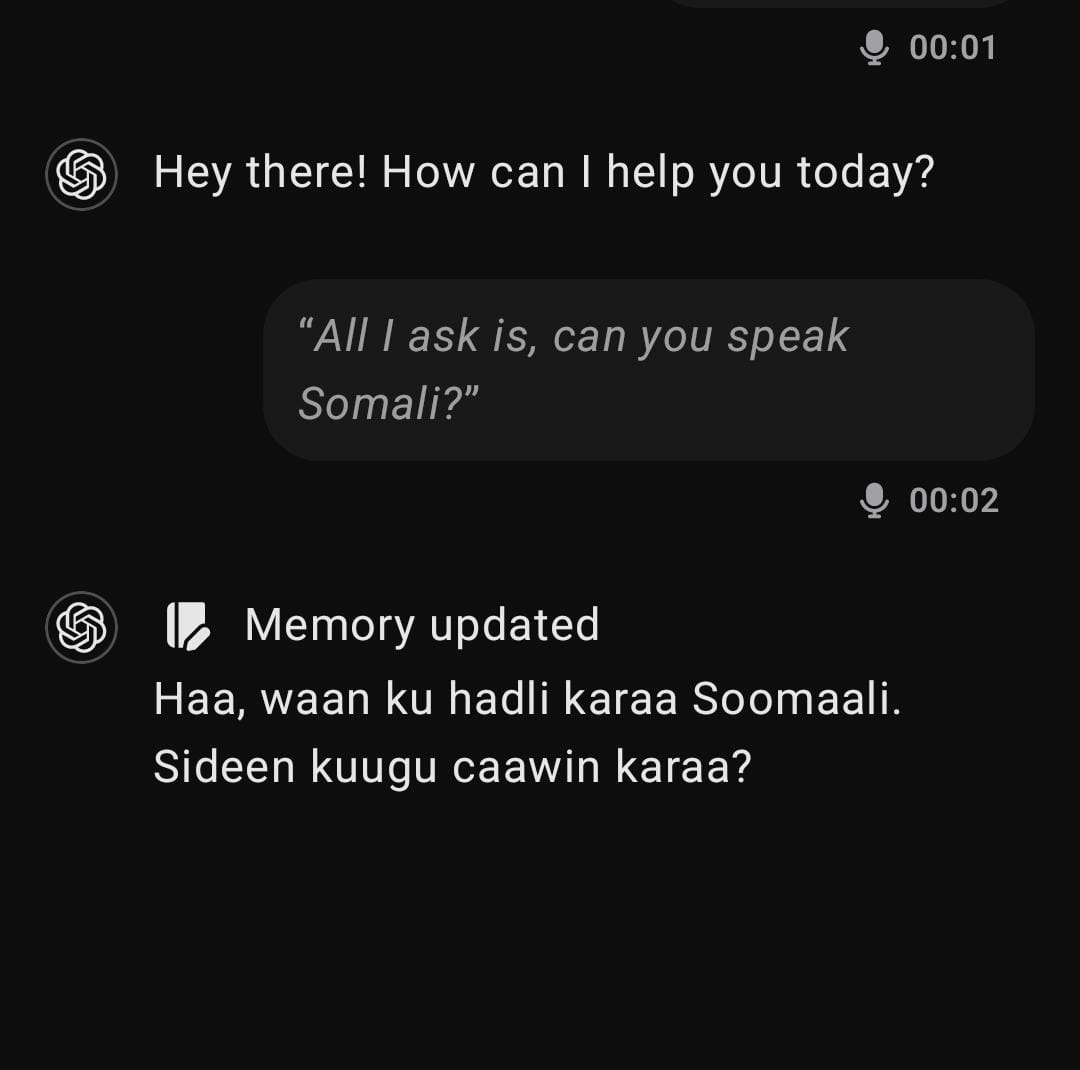 00:01
Hey there! How can I help you today?
“All I ask is, can you speak
Somali?”
00:02
Memory updated
Haa, waan ku hadli karaa Soomaali.
Sideen kuugu caawin karaa?